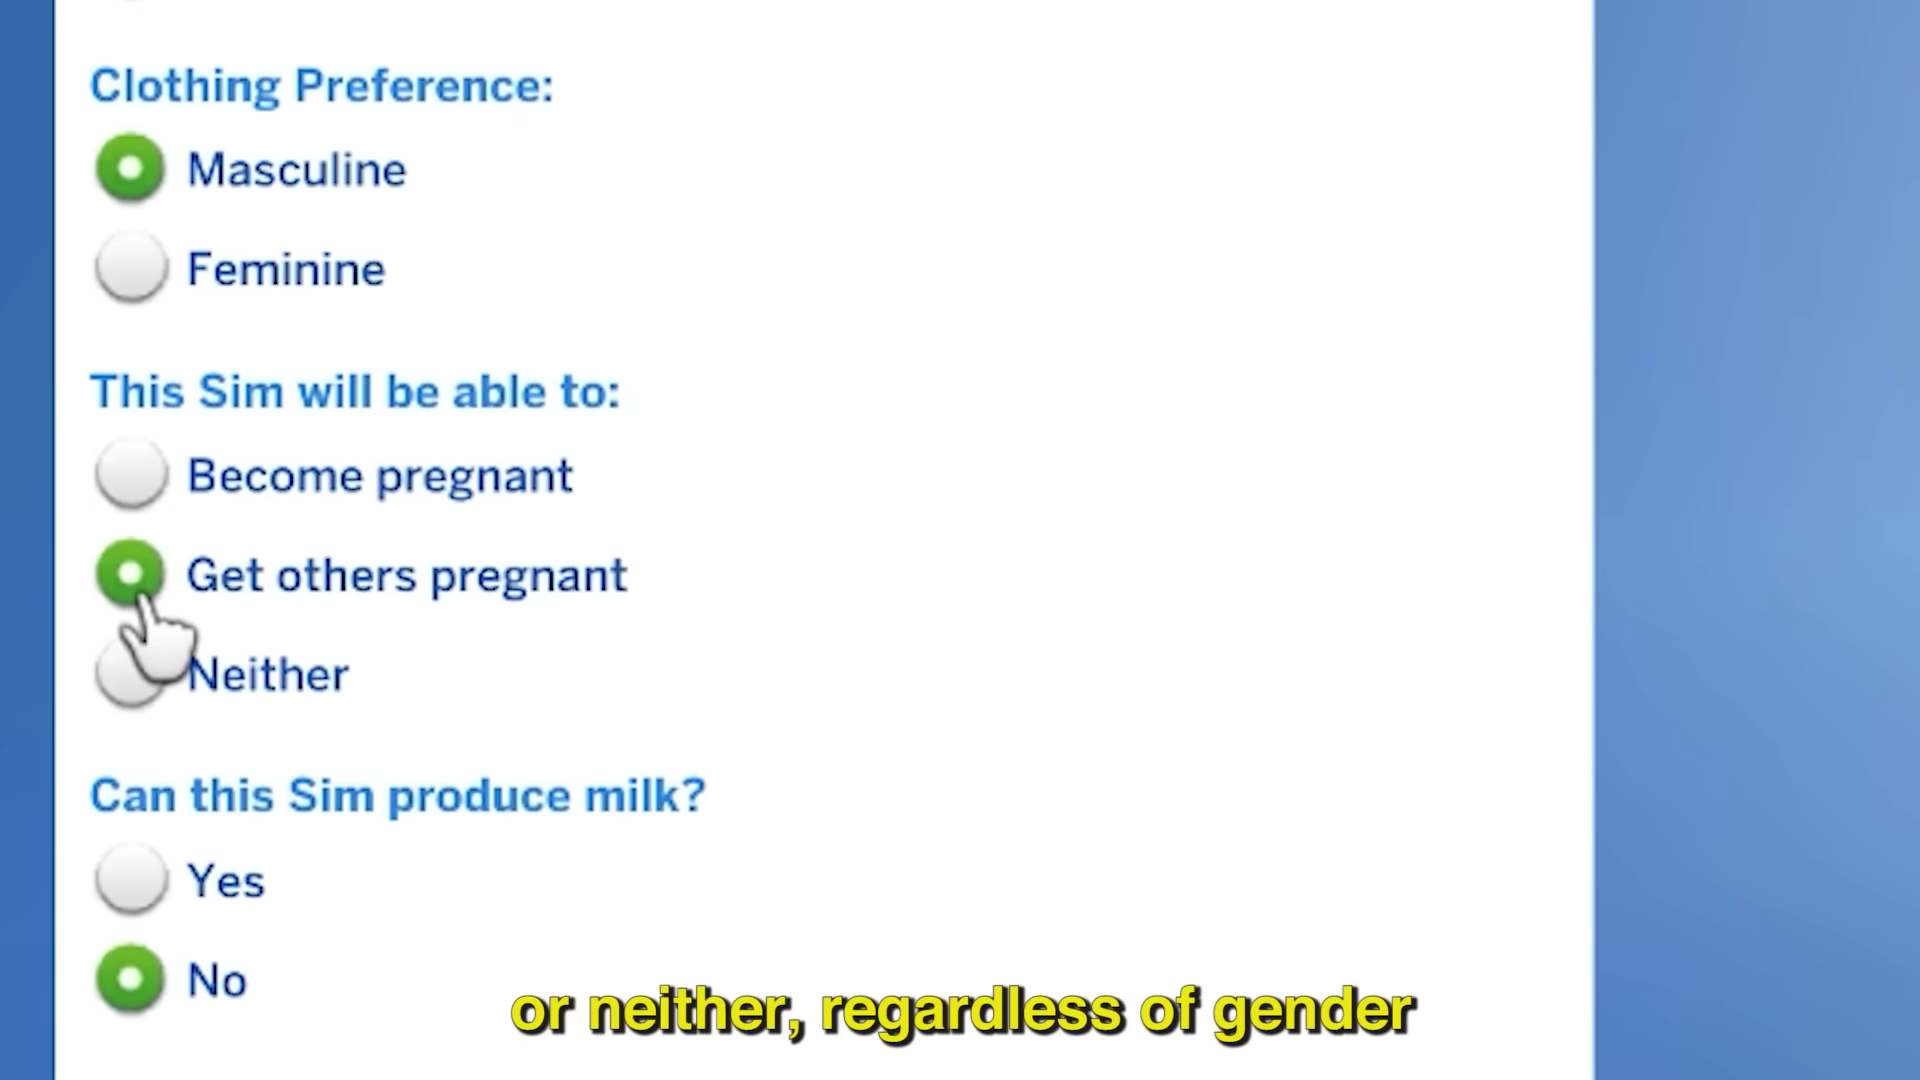 Clothing Preference:
Masculine
Feminine
This Sim will be able to:
Become pregnant
Get others pregnant
Neither
Can this Sim produce milk?
Yes
No
or neither, regardless of gender